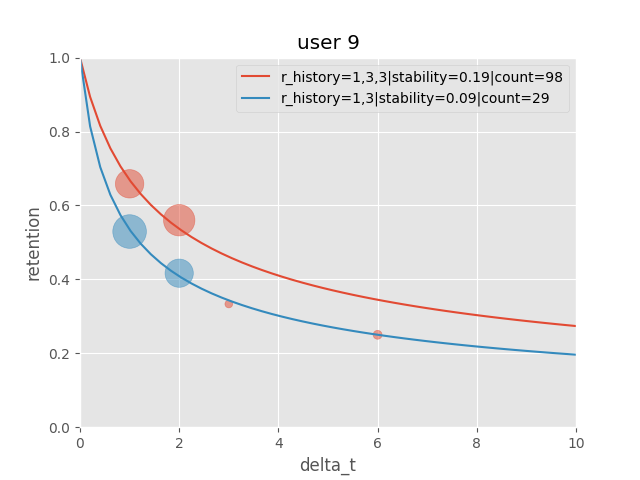 user 9
r_history=1,3,3|stability=0.19|count=98
r_history=1,3|stability=0.09|count=29
1.0
0.8
0.6
0.4
0.2
0.0
retention
0 2 4 6 8 10
delta_t